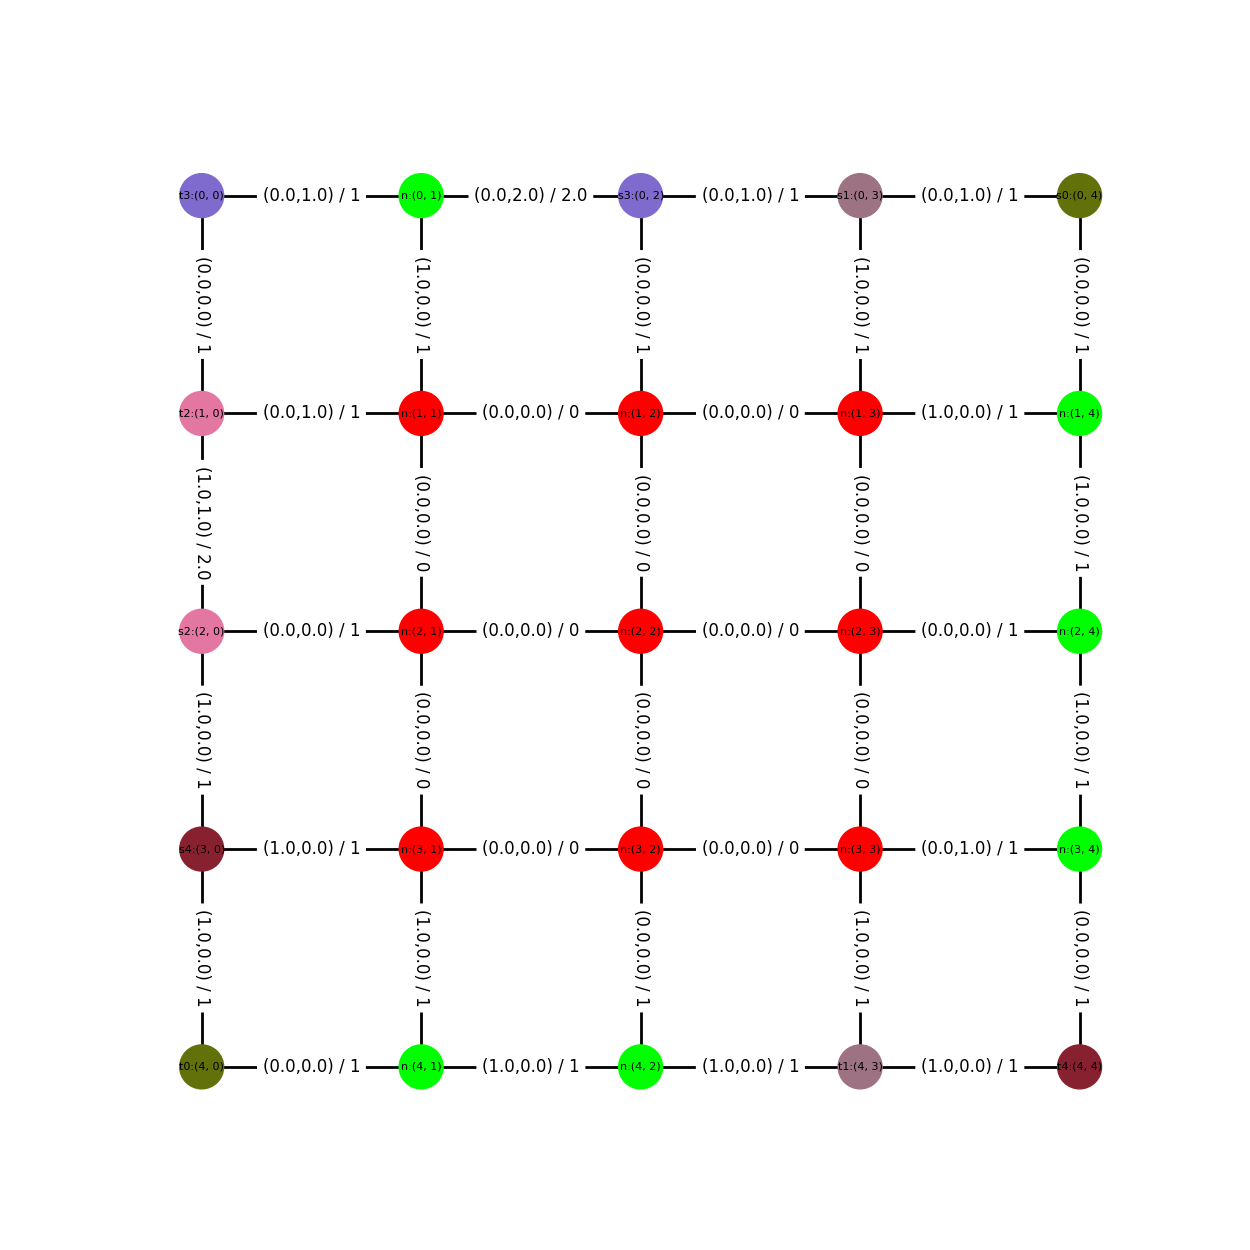 t3:(0, 0) (0.0,1.0) / 1 n:(0, 1) (0.0,2.0) / 2.0 s3:(0, 2) (0.0,1.0) / 1 s1:(0, 3) (0.0,1.0) / 1 s0:(0, 4)
(0.0,0.0) / 1 (1.0,0.0) / 1 (0.0,0.0) / 1 (1.0,0.0) / 1 (0.0,0.0) / 1
t2:(1, 0) (0.0,1.0) / 1 n:(1, 1) (0.0,0.0) / 0 n:(1, 2) (0.0,0.0) / 0 n:(1, 3) (1.0,0.0) / 1 n:(1, 4)
(1.0,1.0) / 2.0 (0.0,0.0) / 0 (0.0,0.0) / 0 (0.0,0.0) / 0 (1.0,0.0) / 1
s2:(2, 0) (0.0,0.0) / 1 n:(2, 1) (0.0,0.0) / 0 n:(2, 2) (0.0,0.0) / 0 n:(2, 3) (0.0,0.0) / 1 n:(2, 4)
(1.0,0.0) / 1 (0.0,0.0) / 0 (0.0,0.0) / 0 (0.0,0.0) / 0 (1.0,0.0) / 1
s4:(3, 0) (1.0,0.0) / 1 n:(3, 1) (0.0,0.0) / 0 n:(3, 2) (0.0,0.0) / 0 n:(3, 3) (0.0,1.0) / 1 n:(3, 4)
(1.0,0.0) / 1 (1.0,0.0) / 1 (0.0,0.0) / 1 (1.0,0.0) / 1 (0.0,0.0) / 1
t0:(4, 0) (0.0,0.0) / 1 n:(4, 1) (1.0,0.0) / 1 n:(4, 2) (1.0,0.0) / 1 t1:(4, 3) (1.0,0.0) / 1 t4:(4, 4)